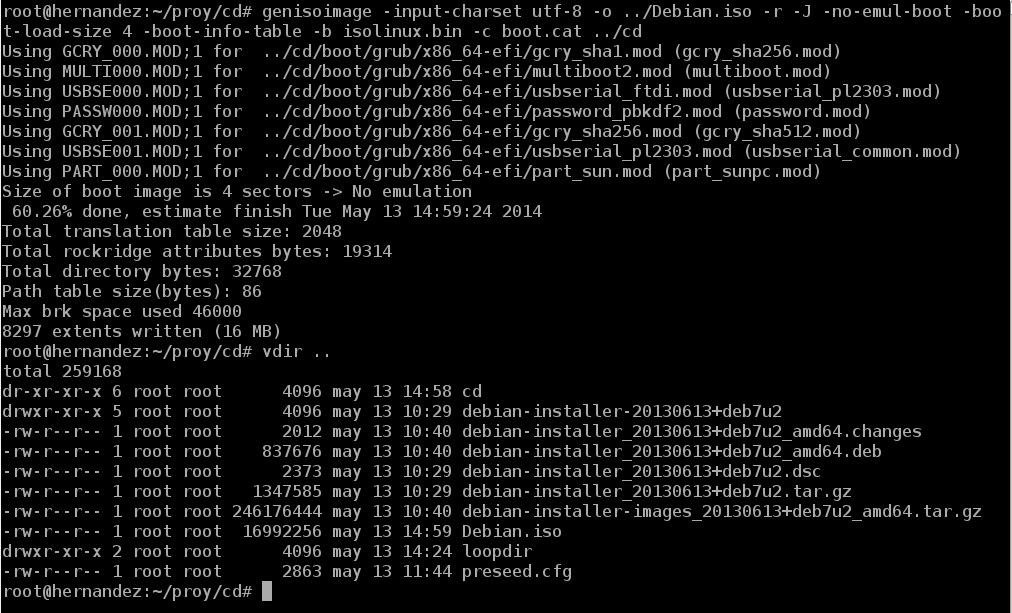 root@hernandez:~/proy/cd# genisoimage -input-charset utf-8 -o ../Debian.iso -r -J -no-emul-boot -boo
t-load-size 4 -boot-info-table -b isolinux.bin -c boot.cat ../cd
Using GCRY_000.MOD;1 for  ../cd/boot/grub/x86_64-efi/gcry_sha1.mod (gcry_sha256.mod)
Using MULTI000.MOD;1 for  ../cd/boot/grub/x86_64-efi/multiboot2.mod (multiboot.mod)
Using USBSE000.MOD;1 for  ../cd/boot/grub/x86_64-efi/usbserial_ftdi.mod (usbserial_pl2303.mod)
Using PASSW000.MOD;1 for  ../cd/boot/grub/x86_64-efi/password_pbkdf2.mod (password.mod)
Using GCRY_001.MOD;1 for  ../cd/boot/grub/x86_64-efi/gcry_sha256.mod (gcry_sha512.mod)
Using USBSE001.MOD;1 for  ../cd/boot/grub/x86_64-efi/usbserial_pl2303.mod (usbserial_common.mod)
Using PART_000.MOD;1 for  ../cd/boot/grub/x86_64-efi/part_sun.mod (part_sunpc.mod)
Size of boot image is 4 sectors -> No emulation
 60.26% done, estimate finish Tue May 13 14:59:24 2014
Total translation table size: 2048
Total rockridge attributes bytes: 19314
Total directory bytes: 32768
Path table size(bytes): 86
Max brk space used 46000
8297 extents written (16 MB)
root@hernandez:~/proy/cd# vdir ..
total 259168
dr-xr-xr-x 6 root root      4096 may 13 14:58 cd
drwxr-xr-x 5 root root      4096 may 13 10:29 debian-installer-20130613+deb7u2
-rw-r--r-- 1 root root      2012 may 13 10:40 debian-installer_20130613+deb7u2_amd64.changes
-rw-r--r-- 1 root root    837676 may 13 10:40 debian-installer_20130613+deb7u2_amd64.deb
-rw-r--r-- 1 root root      2373 may 13 10:29 debian-installer_20130613+deb7u2.dsc
-rw-r--r-- 1 root root   1347585 may 13 10:29 debian-installer_20130613+deb7u2.tar.gz
-rw-r--r-- 1 root root 246176444 may 13 10:40 debian-installer-images_20130613+deb7u2_amd64.tar.gz
-rw-r--r-- 1 root root  16992256 may 13 14:59 Debian.iso
drwxr-xr-x 2 root root      4096 may 13 14:24 loopdir
-rw-r--r-- 1 root root      2863 may 13 11:44 preseed.cfg
root@hernandez:~/proy/cd#